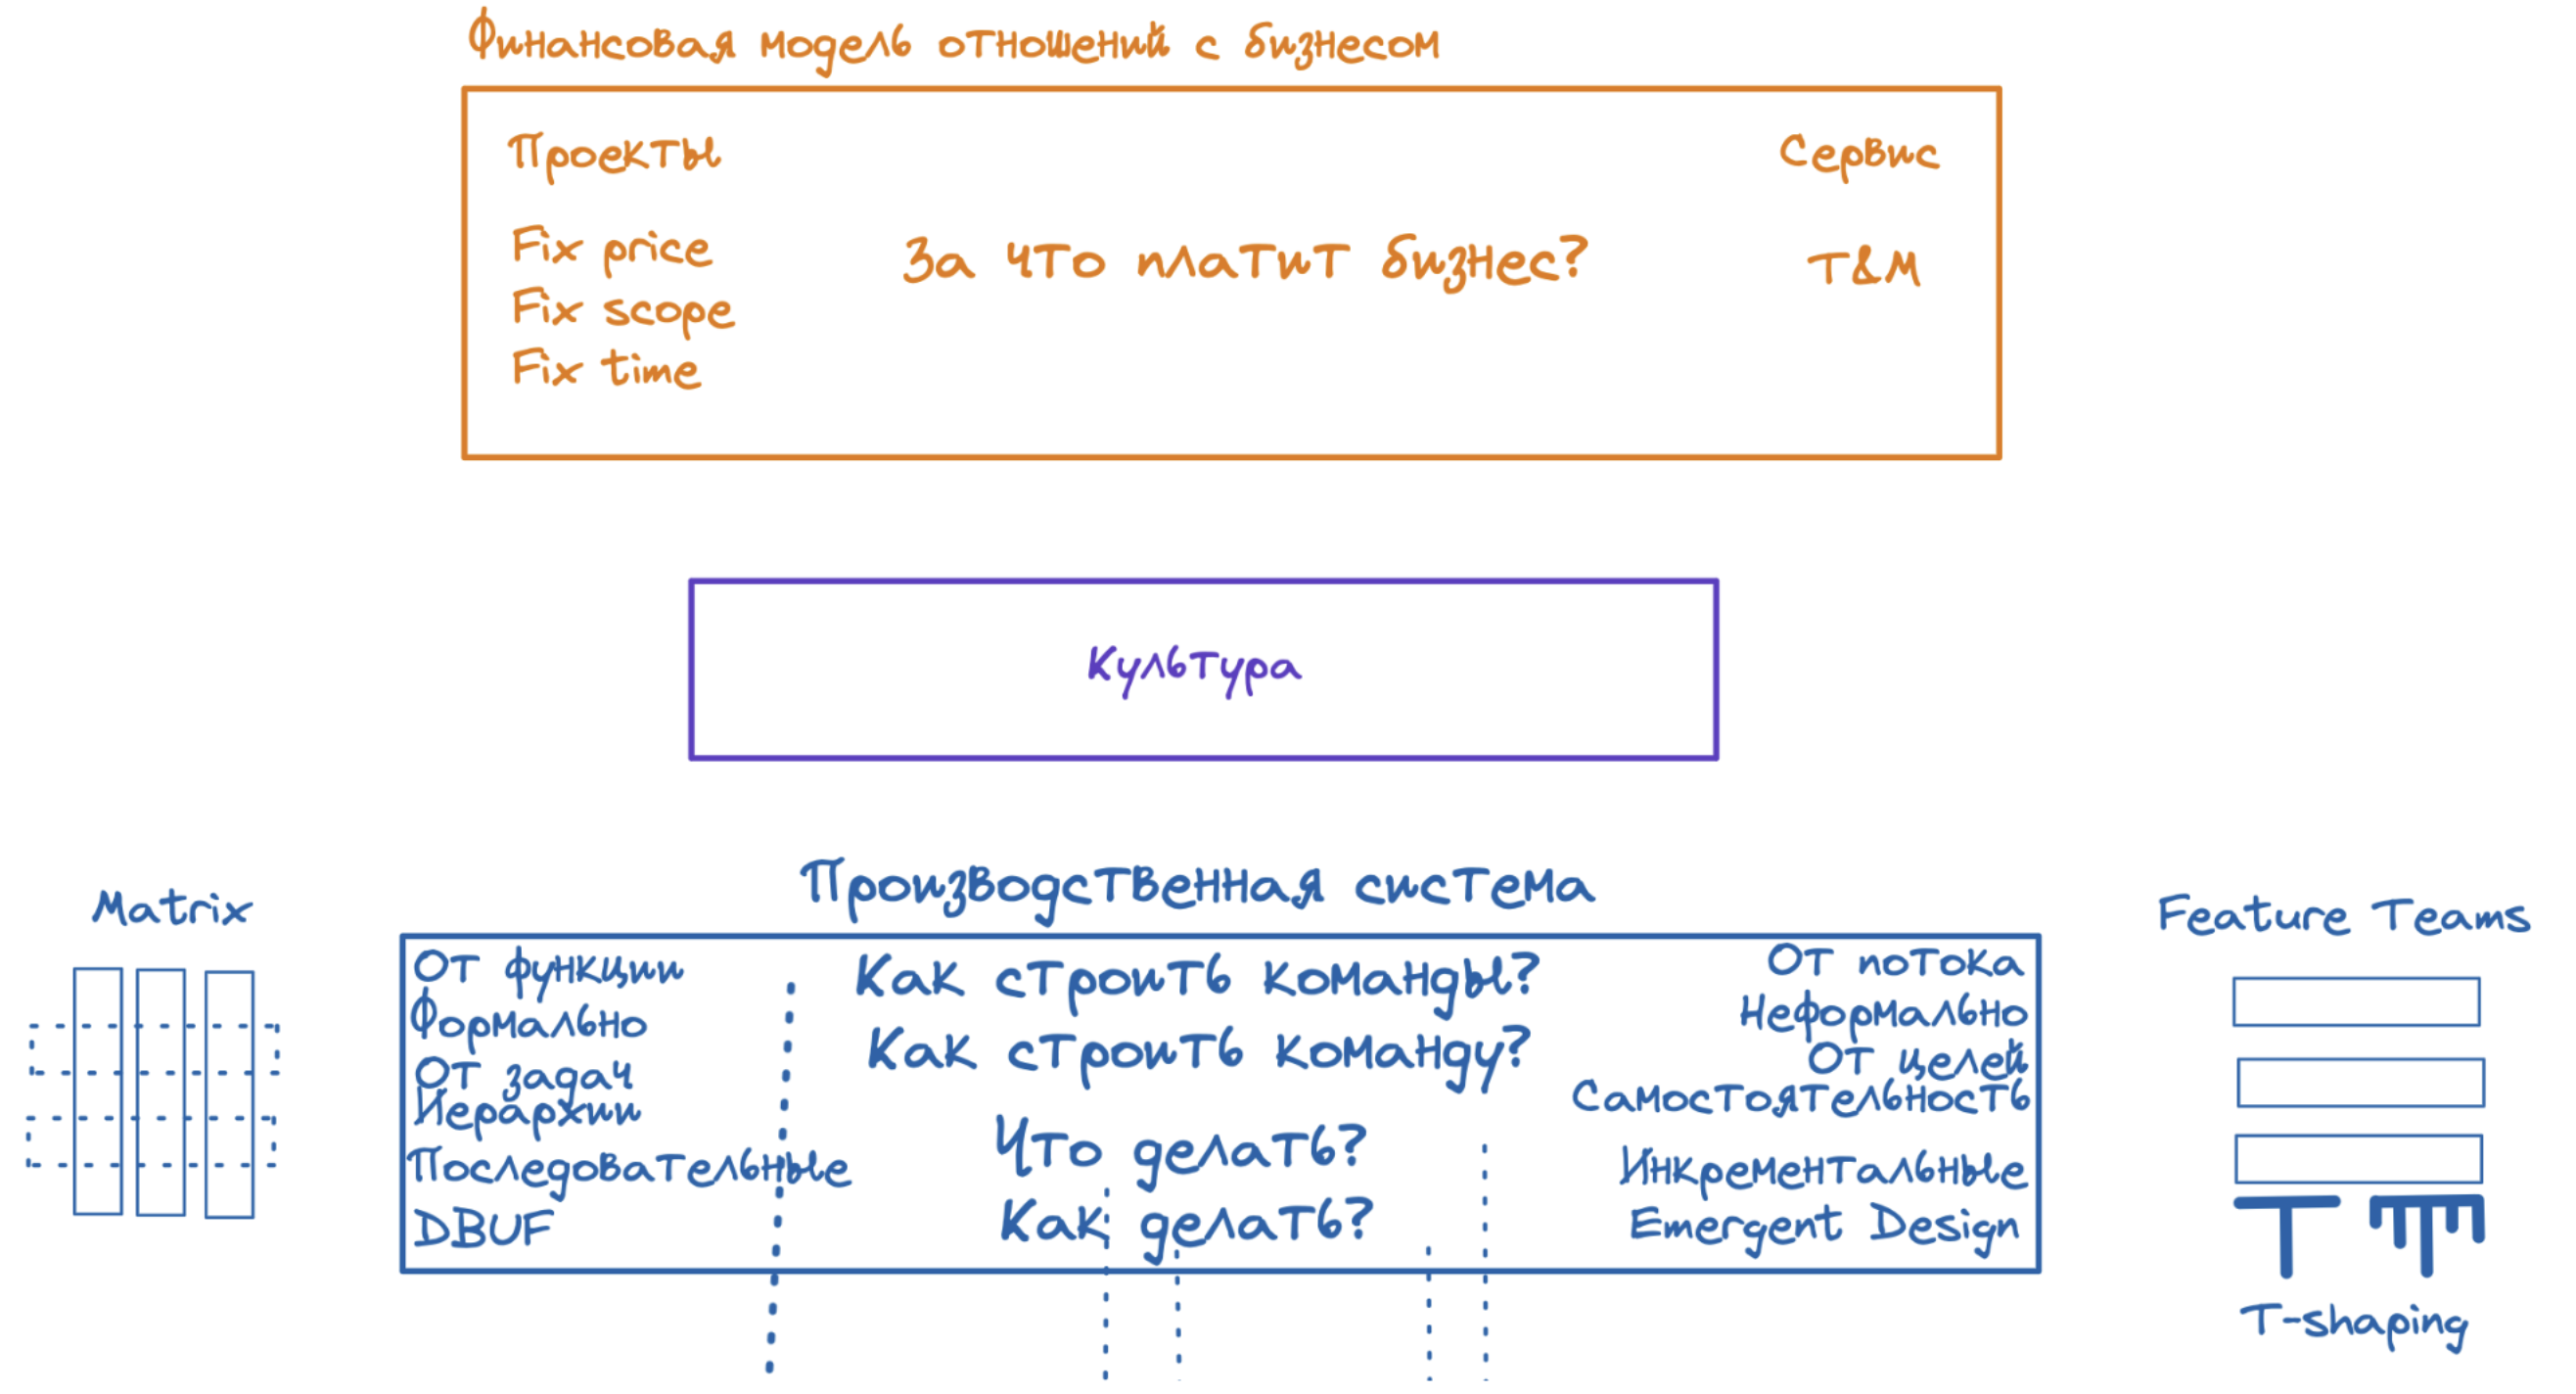 Финансовая модель отношений с бизнесом
Проекты
Сервис
Fix price
За что платит бизнес?
T&M
Fix scope
Fix time
Культура
Производственная система
Matrix
Feature Teams
От функции
Как строить команды?
От потока
Формально
Как строить команду?
Неформально
От задач
От целей
Иерархии
Самостоятельность
Последовательные
Что делать?
Инкрементальные
DBUF
Как делать?
Emergent Design
T-shaping